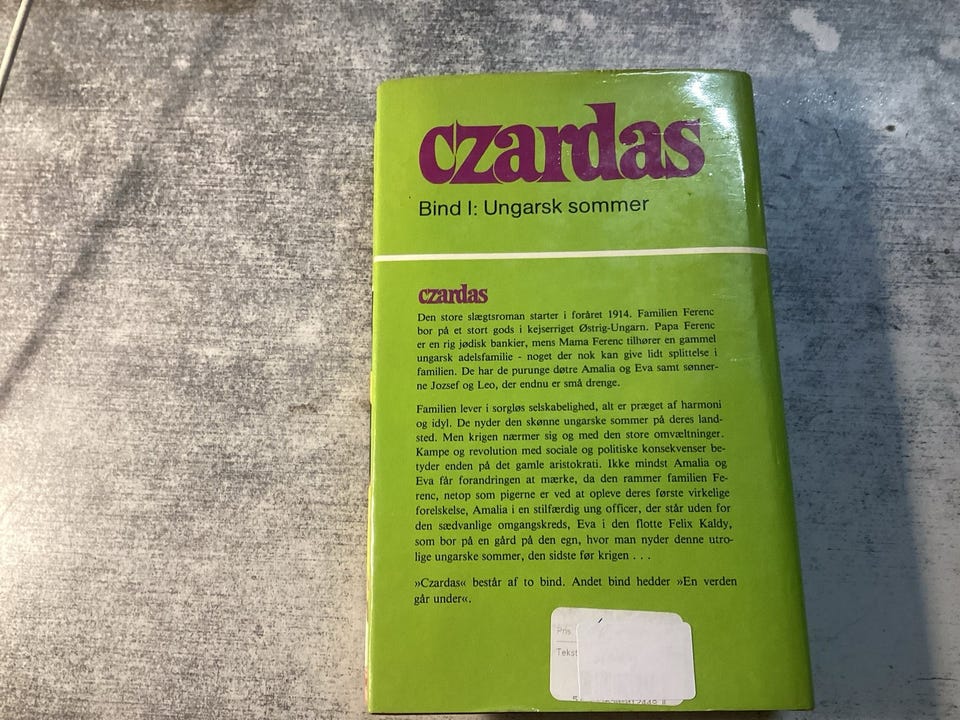 czardas
Bind I: Ungarsk sommer
czardas
Den store slægtsroman starter i foråret 1914. Familien Ferenc
bor på et stort gods i kejserriget Østrig-Ungarn. Papa Ferenc
er en rig jødisk bankier, mens Mama Ferenc tilhører en gammel
ungarsk adelsfamilie - noget der nok kan give lidt splittelse i
familien. De har de purunge døtre Amalia og Eva samt sønner-
ne Jozsef og Leo, der endnu er små drenge.
Familien lever i sorgløs selskabelighed, alt er præget af harmoni
og idyl. De nyder den skønne ungarske sommer på deres land-
sted. Men krigen nærmer sig og med den store omvæltninger.
Kampe og revolution med sociale og politiske konsekvenser be-
tyder enden på det gamle aristokrati. Ikke mindst Amalia og
Eva får forandringen at mærke, da den rammer familien Fe-
renc, netop som pigerne er ved at opleve deres første virkelige
forelskelse, Amalia i en stilfærdig ung officer, der står uden for
den sædvanlige omgangskreds, Eva i den flotte Felix Kaldy,
som bor på en gård på den egn, hvor man nyder denne utro-
lige ungarske sommer, den sidste før krigen . . .
»Czardas« består af to bind. Andet bind hedder »En verden
går under«.
Pris
Tekst